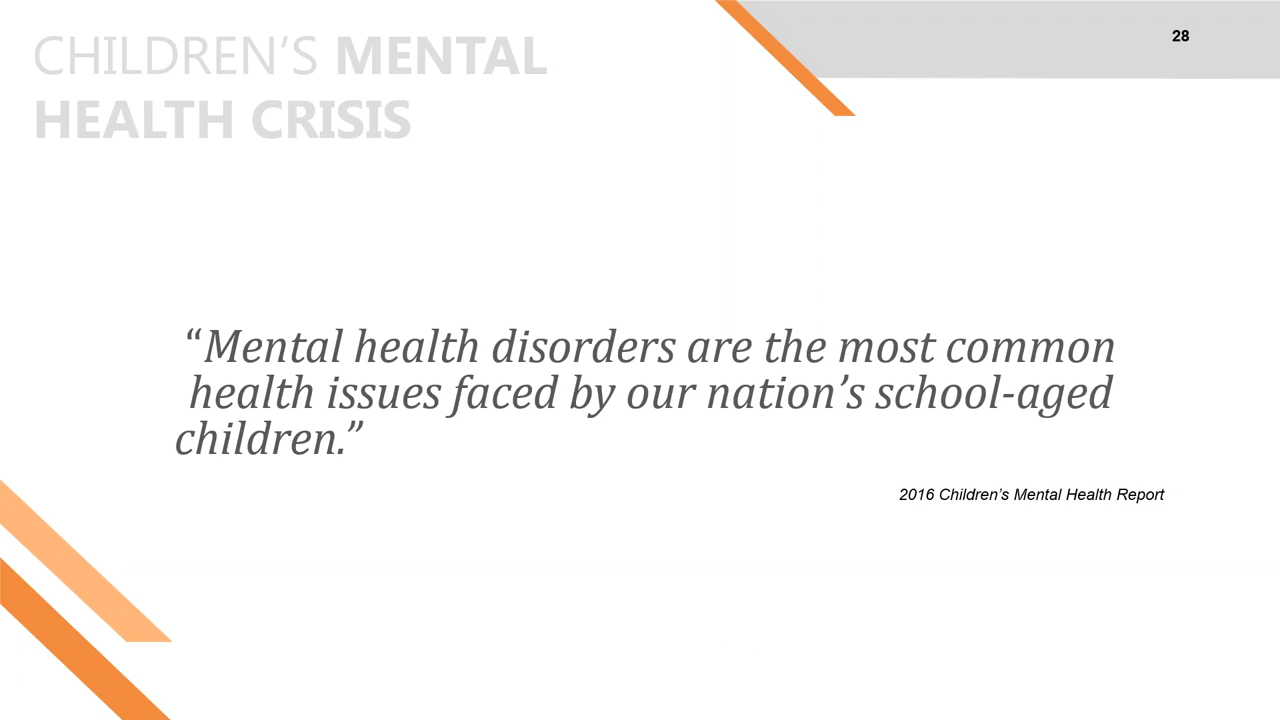 CHILDREN’S MENTAL
HEALTH CRISIS
28
“Mental health disorders are the most common
health issues faced by our nation’s school-aged
children.”
2016 Children’s Mental Health Report